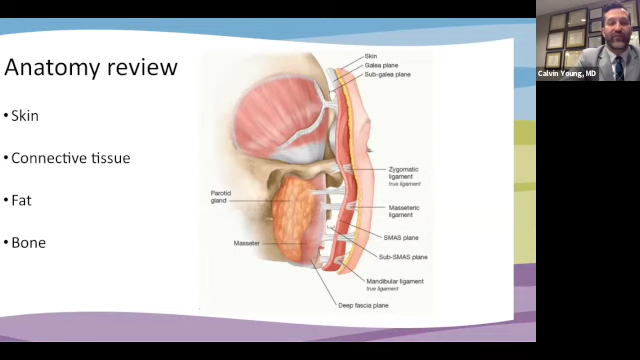 Anatomy review
• Skin
• Connective tissue
• Fat
• Bone
Skin
Galea plane
Sub-galea plane
Zygomatic
ligament
true ligament
Parotid
gland
Masseteric
ligament
SMAS plane
Masseter
Sub-SMAS plane
Mandibular ligament
true ligament
Deep fascia plane
Calvin Young, MD